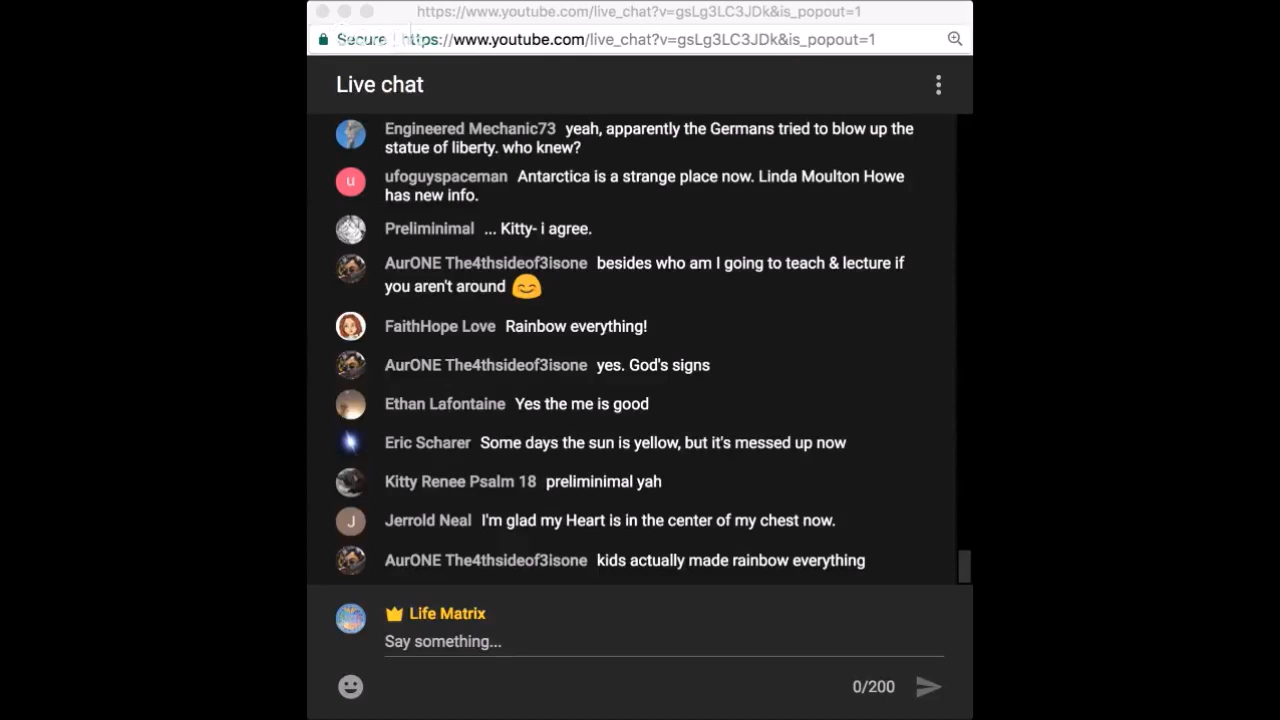 https://www.youtube.com/live_chat?v=gsLg3LC3JDk&is_popout=1
Secure https://www.youtube.com/live_chat?v=gsLg3LC3JDk&is_popout=1
Live chat
Engineered Mechanic73 yeah, apparently the Germans tried to blow up the
statue of liberty. who knew?
u ufoguyspaceman Antarctica is a strange place now. Linda Moulton Howe
has new info.
Preliminimal ... Kitty- i agree.
AurONE The4thsideof3isone besides who am I going to teach & lecture if
you aren't around 😊
FaithHope Love Rainbow everything!
AurONE The4thsideof3isone yes. God's signs
Ethan Lafontaine Yes the me is good
Eric Scharer Some days the sun is yellow, but it's messed up now
Kitty Renee Psalm 18 preliminimal yah
J Jerrold Neal I'm glad my Heart is in the center of my chest now.
AurONE The4thsideof3isone kids actually made rainbow everything
Life Matrix
Say something...
0/200